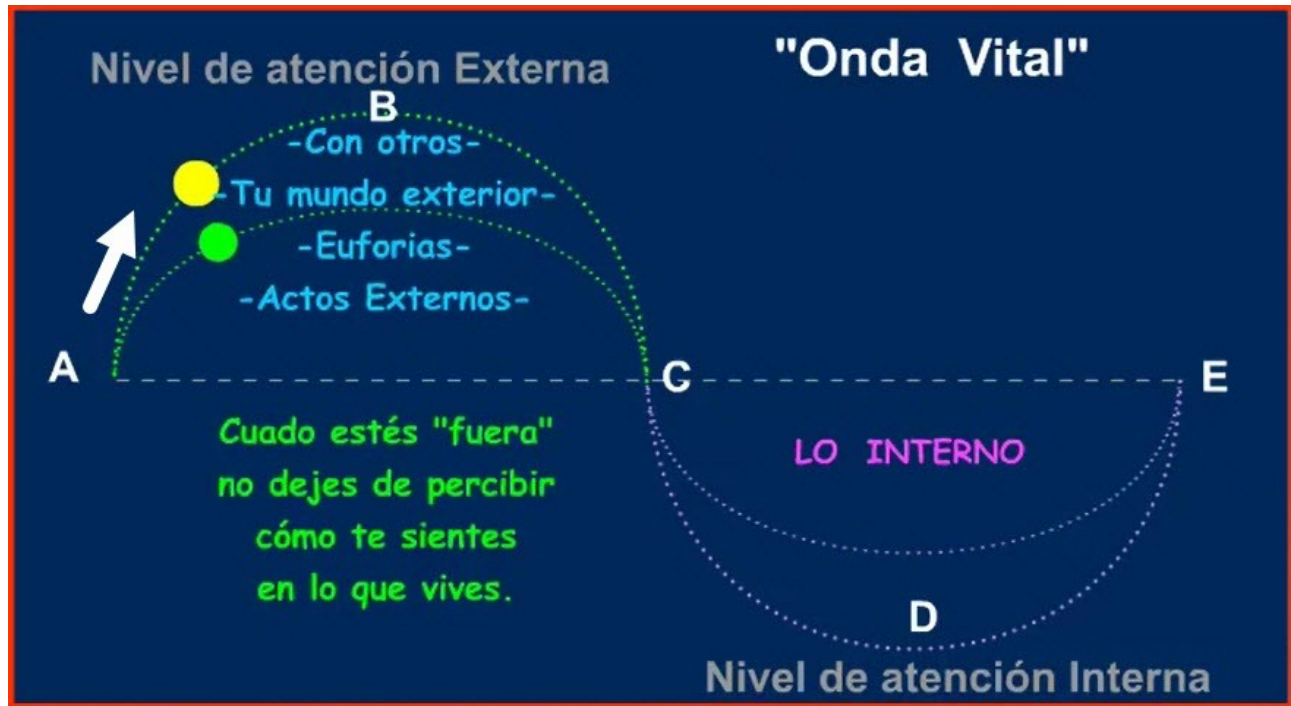 "Onda Vital"
Nivel de atención Externa
B
-Con otros-
-Tu mundo exterior-
-Euforias-
-Actos Externos-
A
C
E
Cuado estés "fuera"
no dejes de percibir
cómo te sientes
en lo que vives.
LO INTERNO
D
Nivel de atención Interna